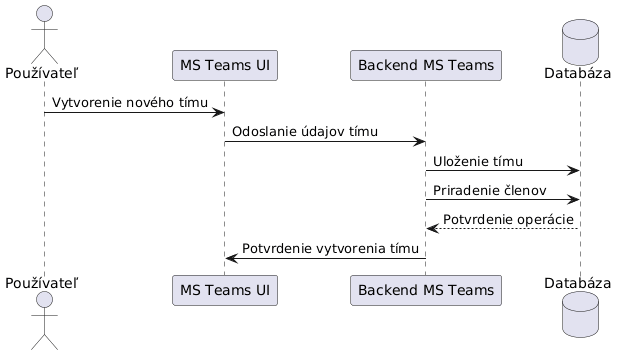 Používateľ
MS Teams UI
Backend MS Teams
Databáza
Vytvorenie nového tímu
Odoslanie údajov tímu
Uloženie tímu
Priradenie členov
Potvrdenie operácie
Potvrdenie vytvorenia tímu
Používateľ
MS Teams UI
Backend MS Teams
Databáza